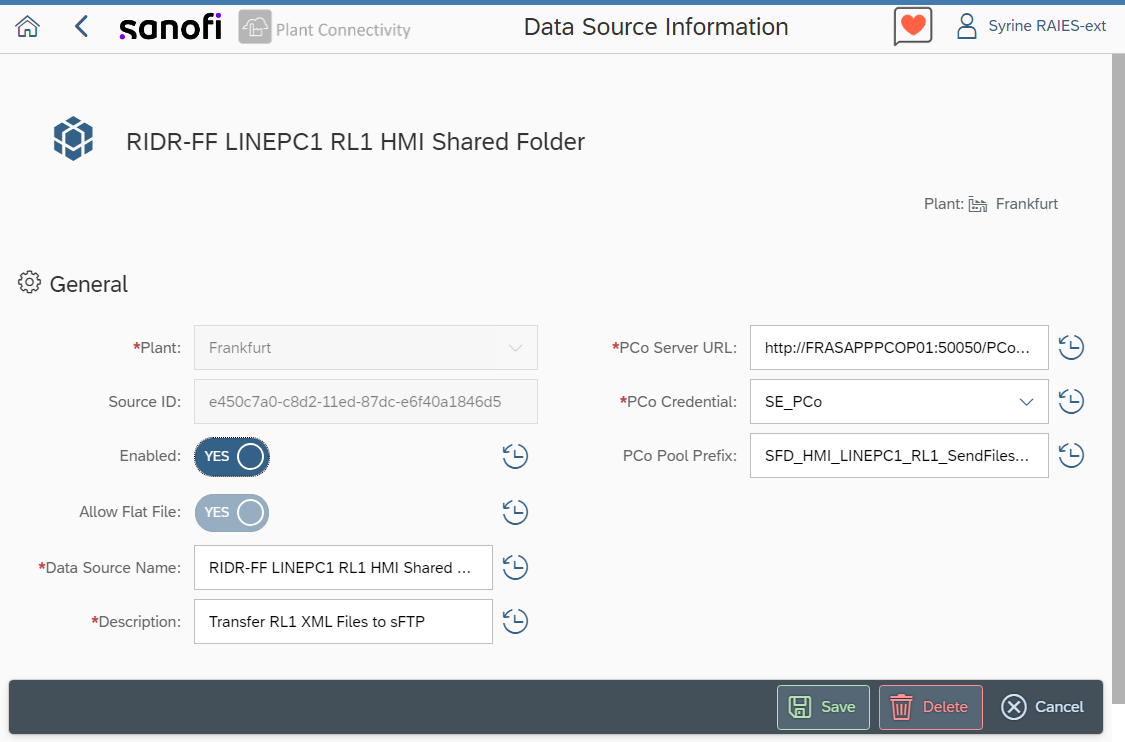 sanofi Plant Connectivity Data Source Information Syrine RAIES-ext
RIDR-FF LINEPC1 RL1 HMI Shared Folder
Plant: Frankfurt
General
*Plant: Frankfurt
*PCo Server URL: http://FRASAPPPCOP01:50050/PCo...
Source ID: e450c7a0-c8d2-11ed-87dc-e6f40a1846d5
*PCo Credential: SE_PCo
Enabled: YES
PCo Pool Prefix: SFD_HMI_LINEPC1_RL1_SendFiles...
Allow Flat File: YES
*Data Source Name: RIDR-FF LINEPC1 RL1 HMI Shared ...
*Description: Transfer RL1 XML Files to sFTP
Save Delete Cancel